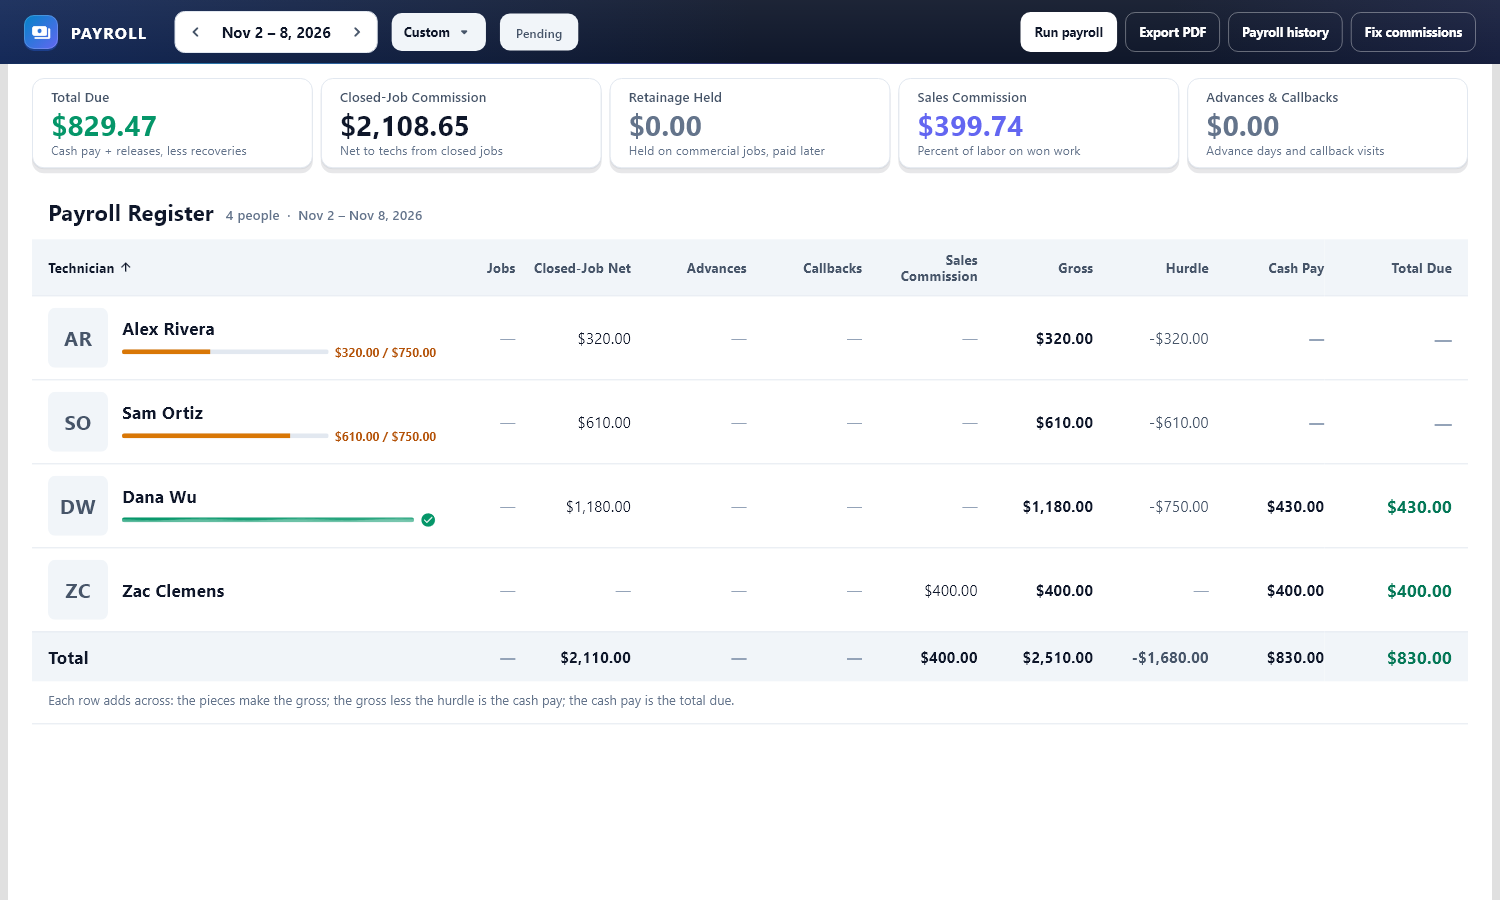 PAYROLL
Nov 2 – 8, 2026
Custom
Pending
Run payroll
Export PDF
Payroll history
Fix commissions
Total Due
$829.47
Cash pay + releases, less recoveries
Closed-Job Commission
$2,108.65
Net to techs from closed jobs
Retainage Held
$0.00
Held on commercial jobs, paid later
Sales Commission
$399.74
Percent of labor on won work
Advances & Callbacks
$0.00
Advance days and callback visits
Payroll Register 4 people · Nov 2 – Nov 8, 2026
Technician ↑ Jobs Closed-Job Net Advances Callbacks Sales Commission Gross Hurdle Cash Pay Total Due
AR Alex Rivera $320.00 / $750.00 — $320.00 — — — $320.00 -$320.00 — —
SO Sam Ortiz $610.00 / $750.00 — $610.00 — — — $610.00 -$610.00 — —
DW Dana Wu — $1,180.00 — — — $1,180.00 -$750.00 $430.00 $430.00
ZC Zac Clemens — — — — $400.00 $400.00 — $400.00 $400.00
Total — $2,110.00 — — $400.00 $2,510.00 -$1,680.00 $830.00 $830.00
Each row adds across: the pieces make the gross; the gross less the hurdle is the cash pay; the cash pay is the total due.